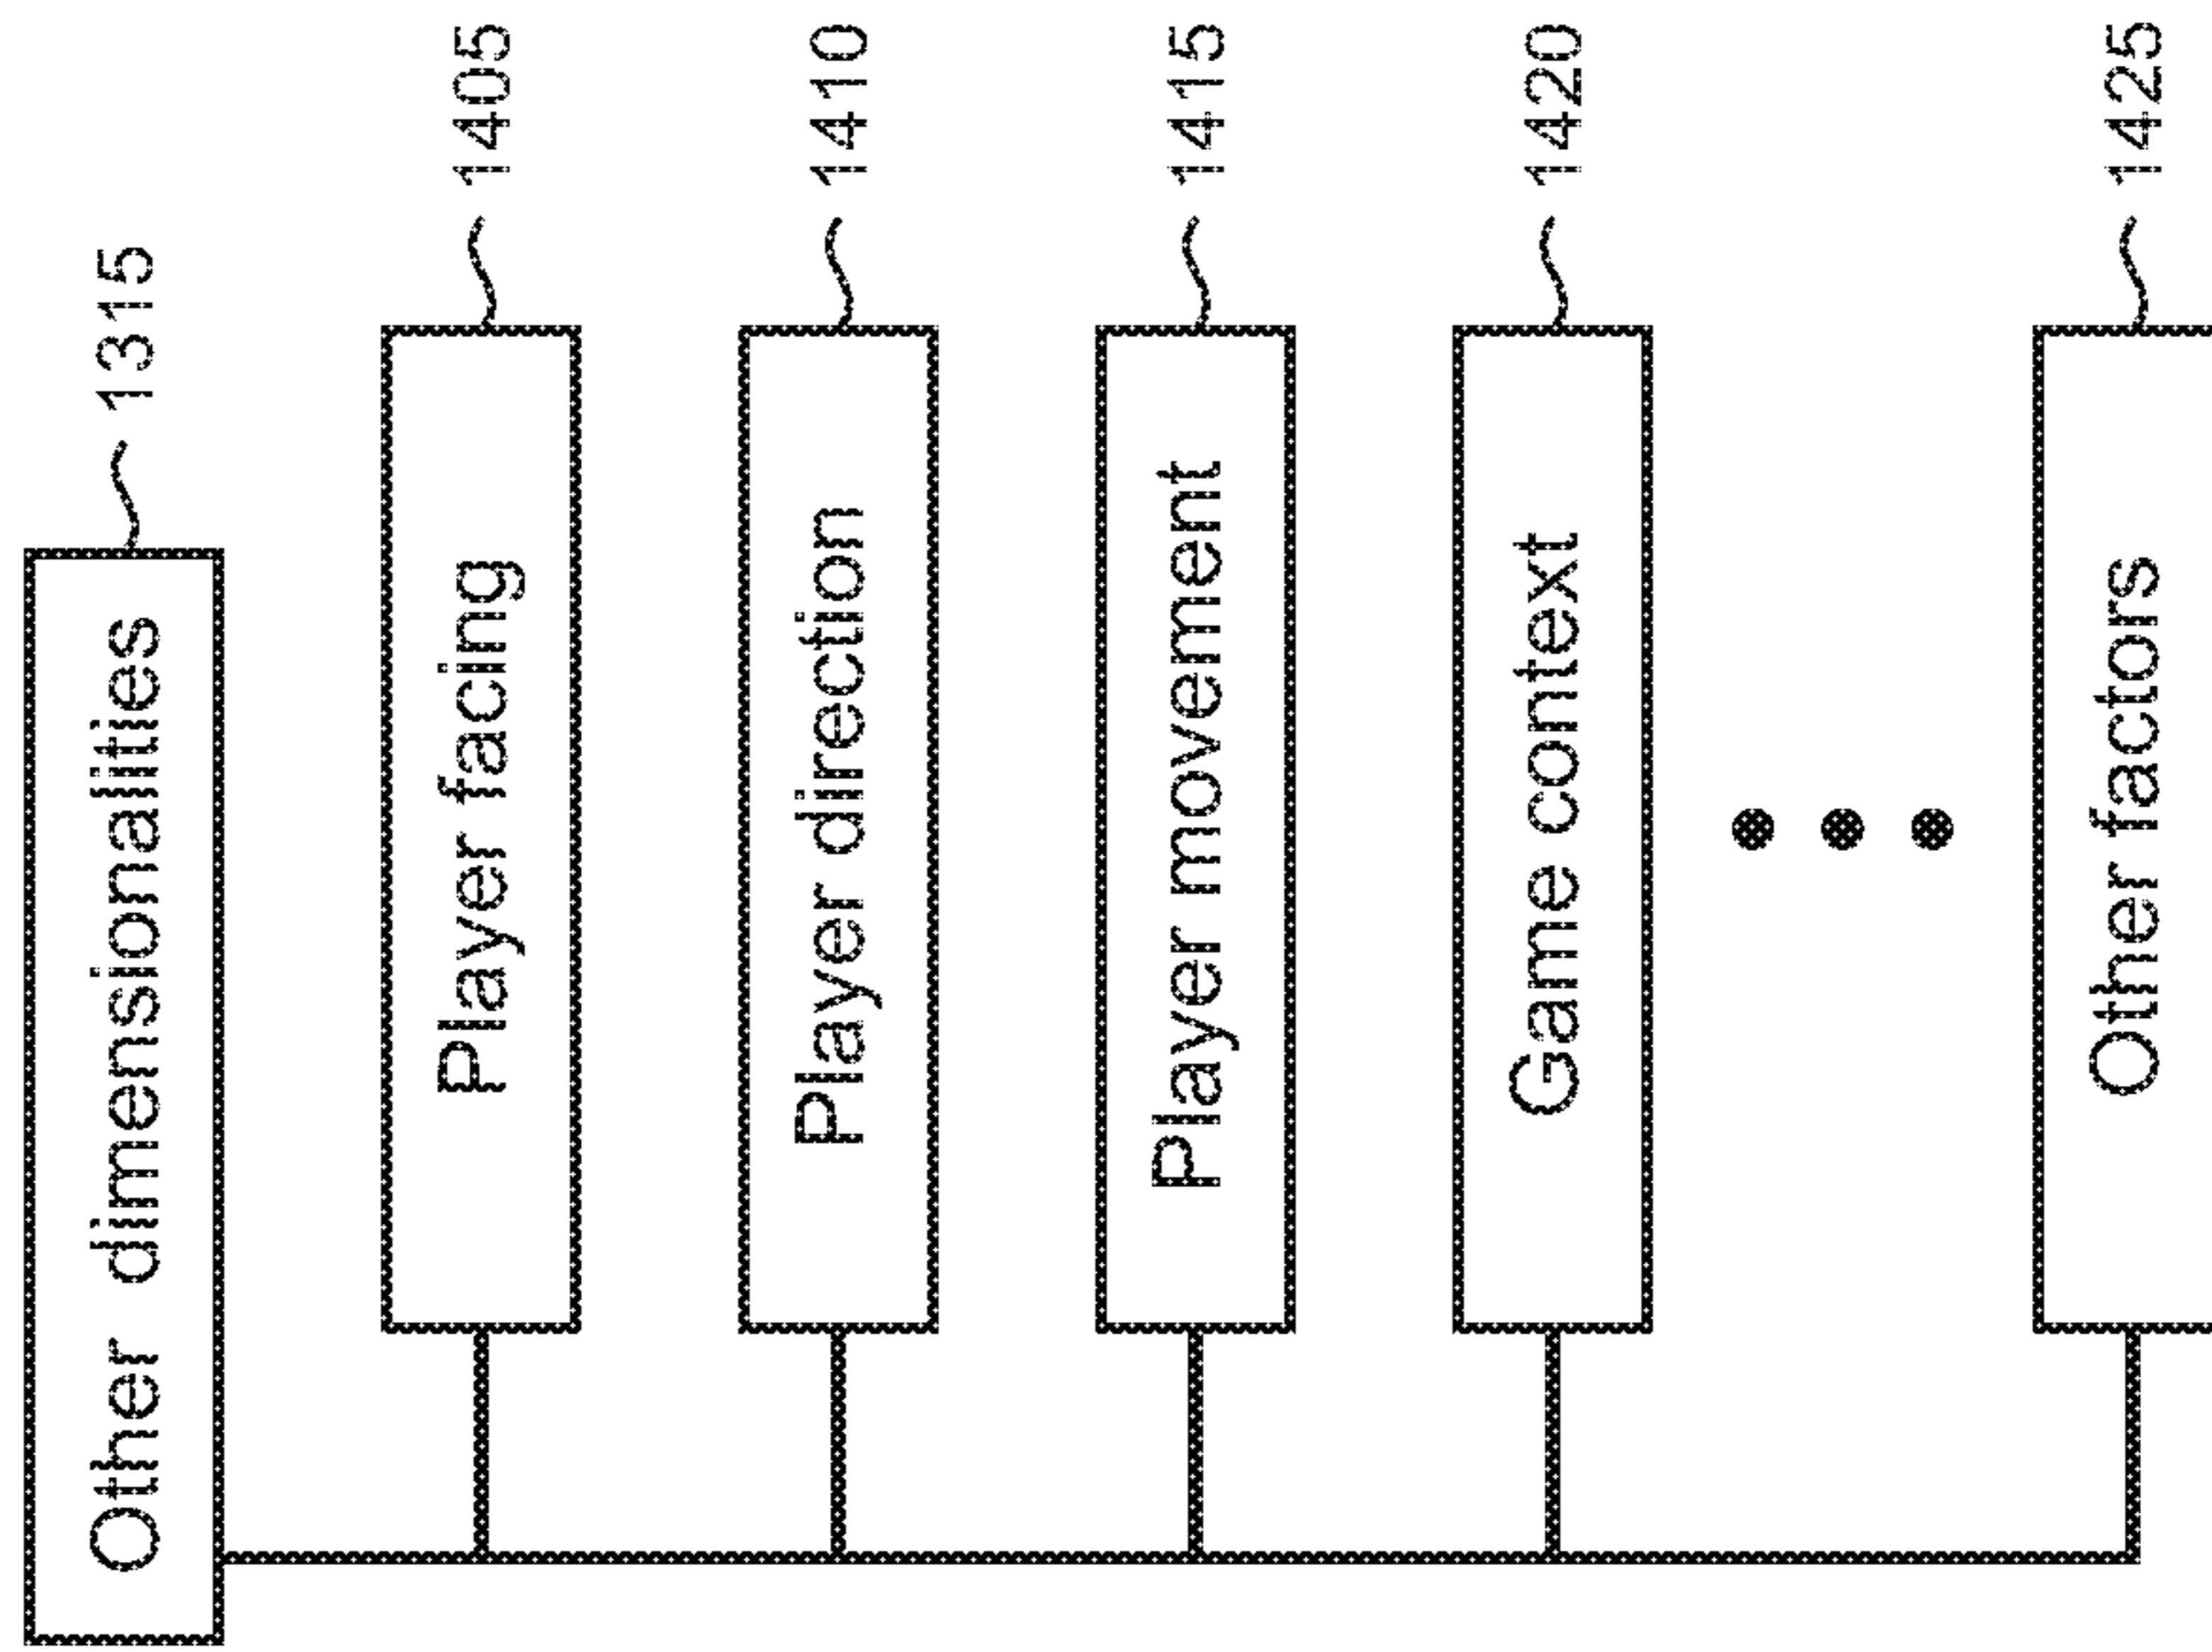 Other dimensionalities 1315
Player facing 1405
Player direction 1410
Player movement 1415
Game context 1420
Other factors 1425